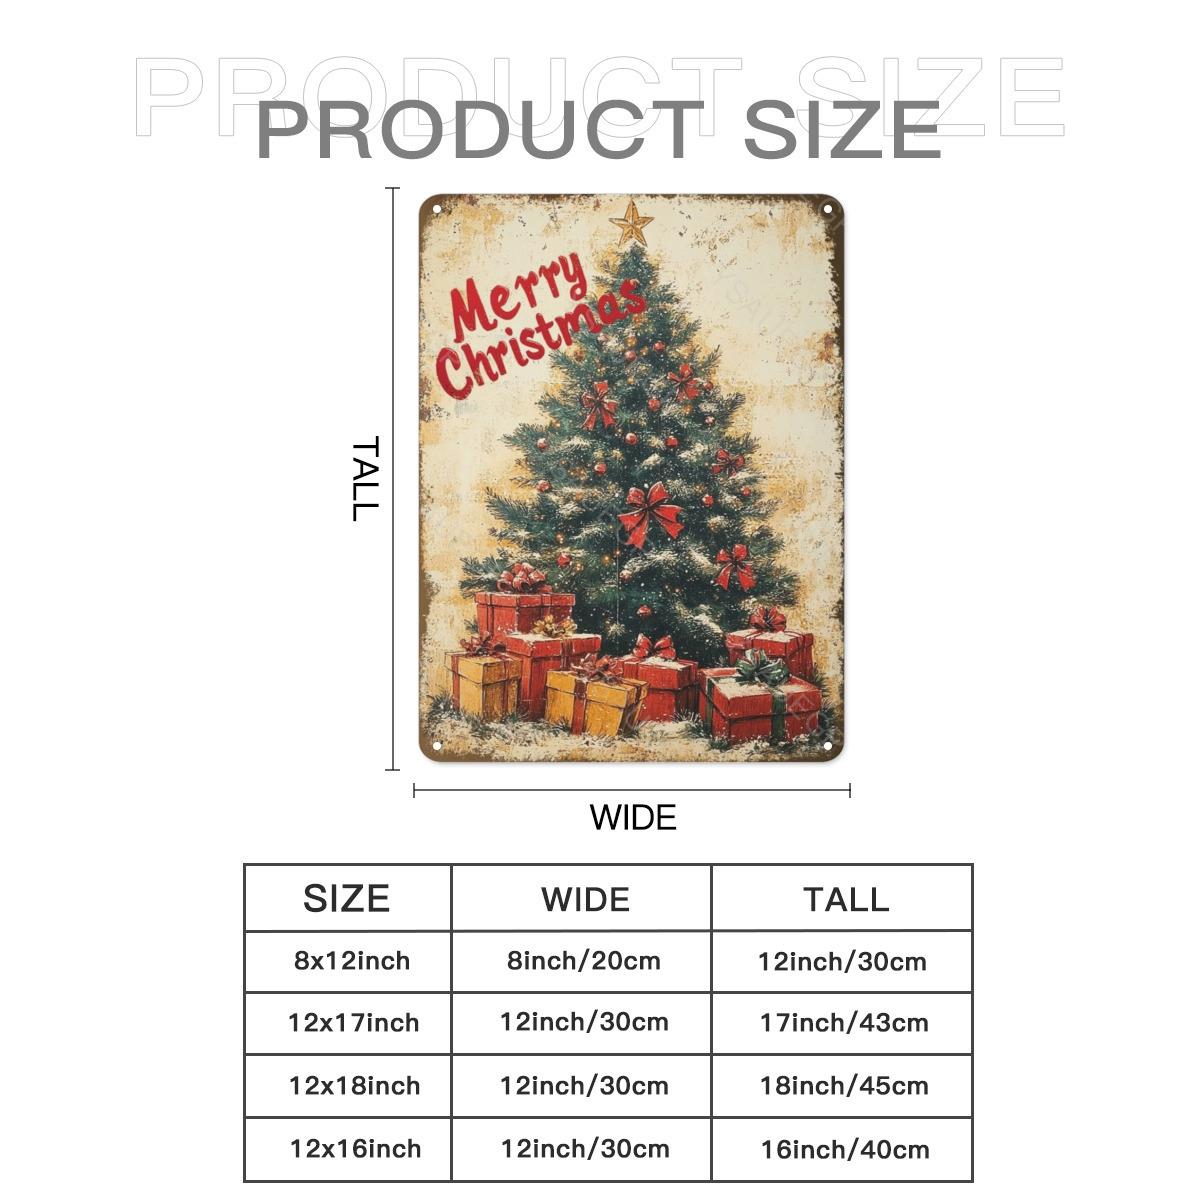 PRODUCT SIZE
PRODUCT SIZE
Merry
Christmas
TALL
WIDE
SIZE WIDE TALL
8x12inch 8inch/20cm 12inch/30cm
12x17inch 12inch/30cm 17inch/43cm
12x18inch 12inch/30cm 18inch/45cm
12x16inch 12inch/30cm 16inch/40cm